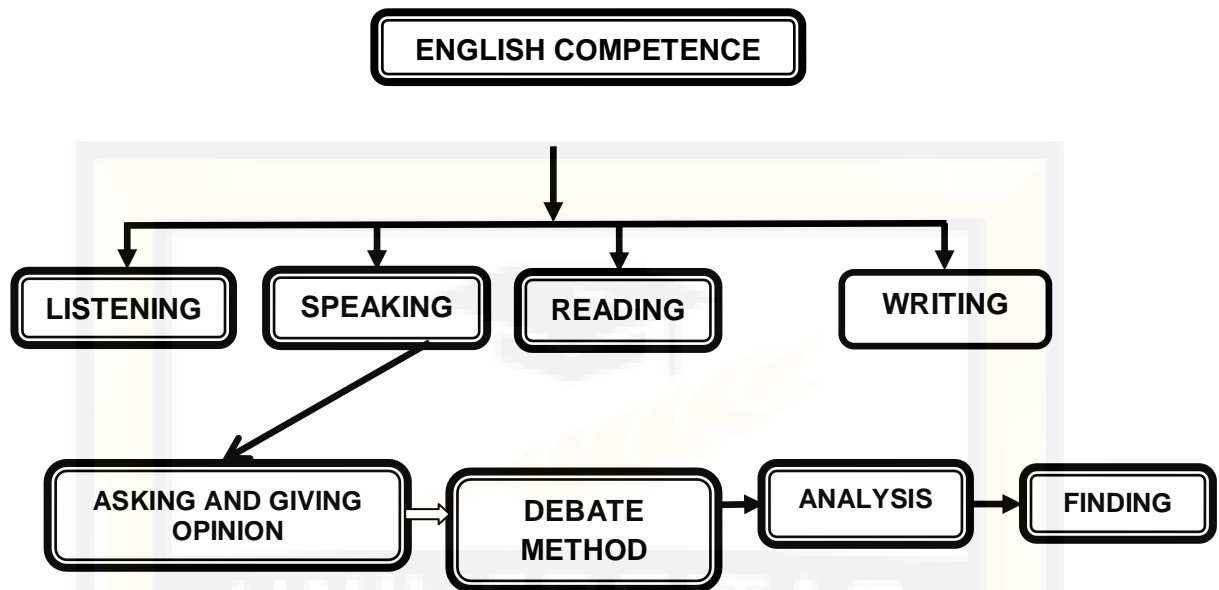 ENGLISH COMPETENCE
LISTENING
SPEAKING
READING
WRITING
ASKING AND GIVING
OPINION
DEBATE
METHOD
ANALYSIS
FINDING